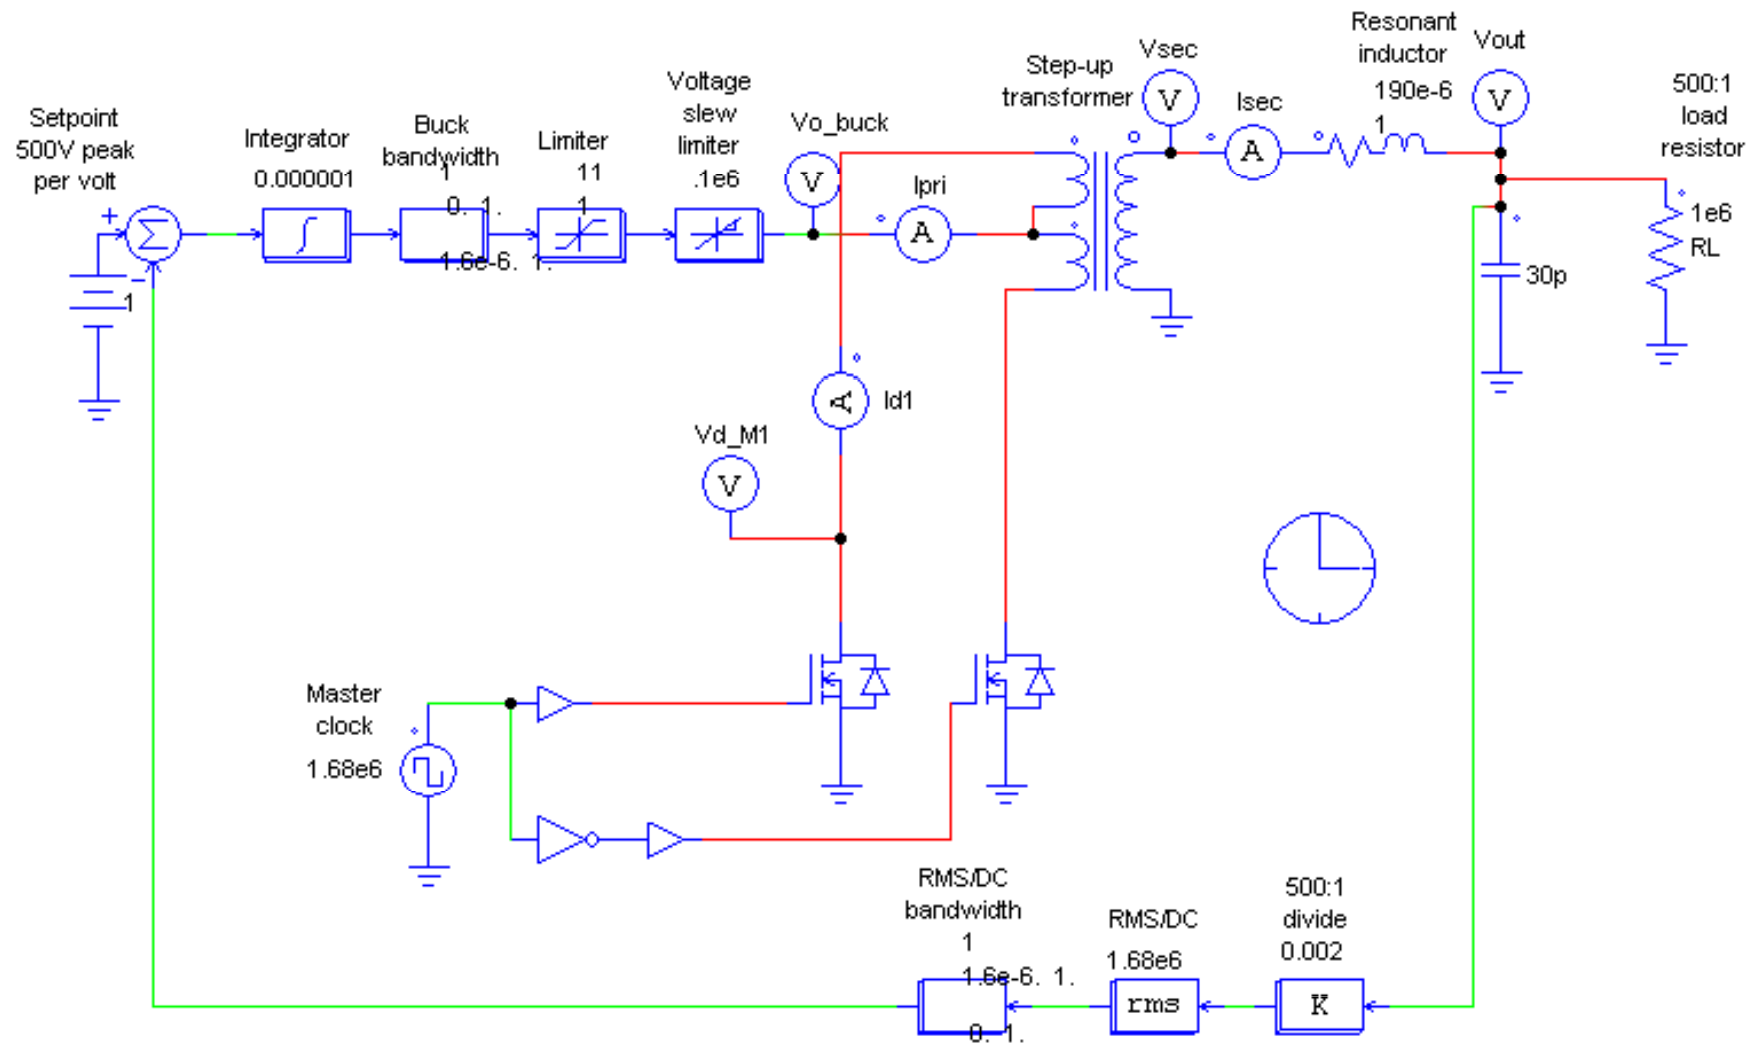 Setpoint
500V peak
per volt
+
Σ
-
1
Integrator
0.000001
∫
Buck
bandwidth
1
0. 1.
1.6e-6. 1.
Limiter
11
1
Voltage
slew
limiter
.1e6
Vo_buck
V
Ipri
A
Step-up
transformer
Vsec
V
Isec
A
Resonant
inductor
190e-6
1
Vout
V
500:1
load
resistor
1e6
RL
30p
A
Id1
Vd_M1
V
Master
clock
1.68e6
RMS/DC
bandwidth
1
1.6e-6. 1.
0. 1.
RMS/DC
1.68e6
rms
500:1
divide
0.002
K